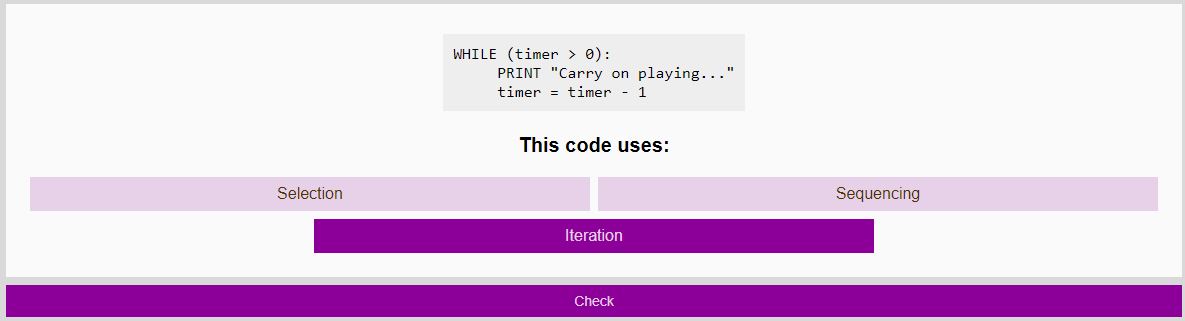 WHILE (timer > 0):
     PRINT "Carry on playing..."
     timer = timer - 1
This code uses:
Selection
Sequencing
Iteration
Check